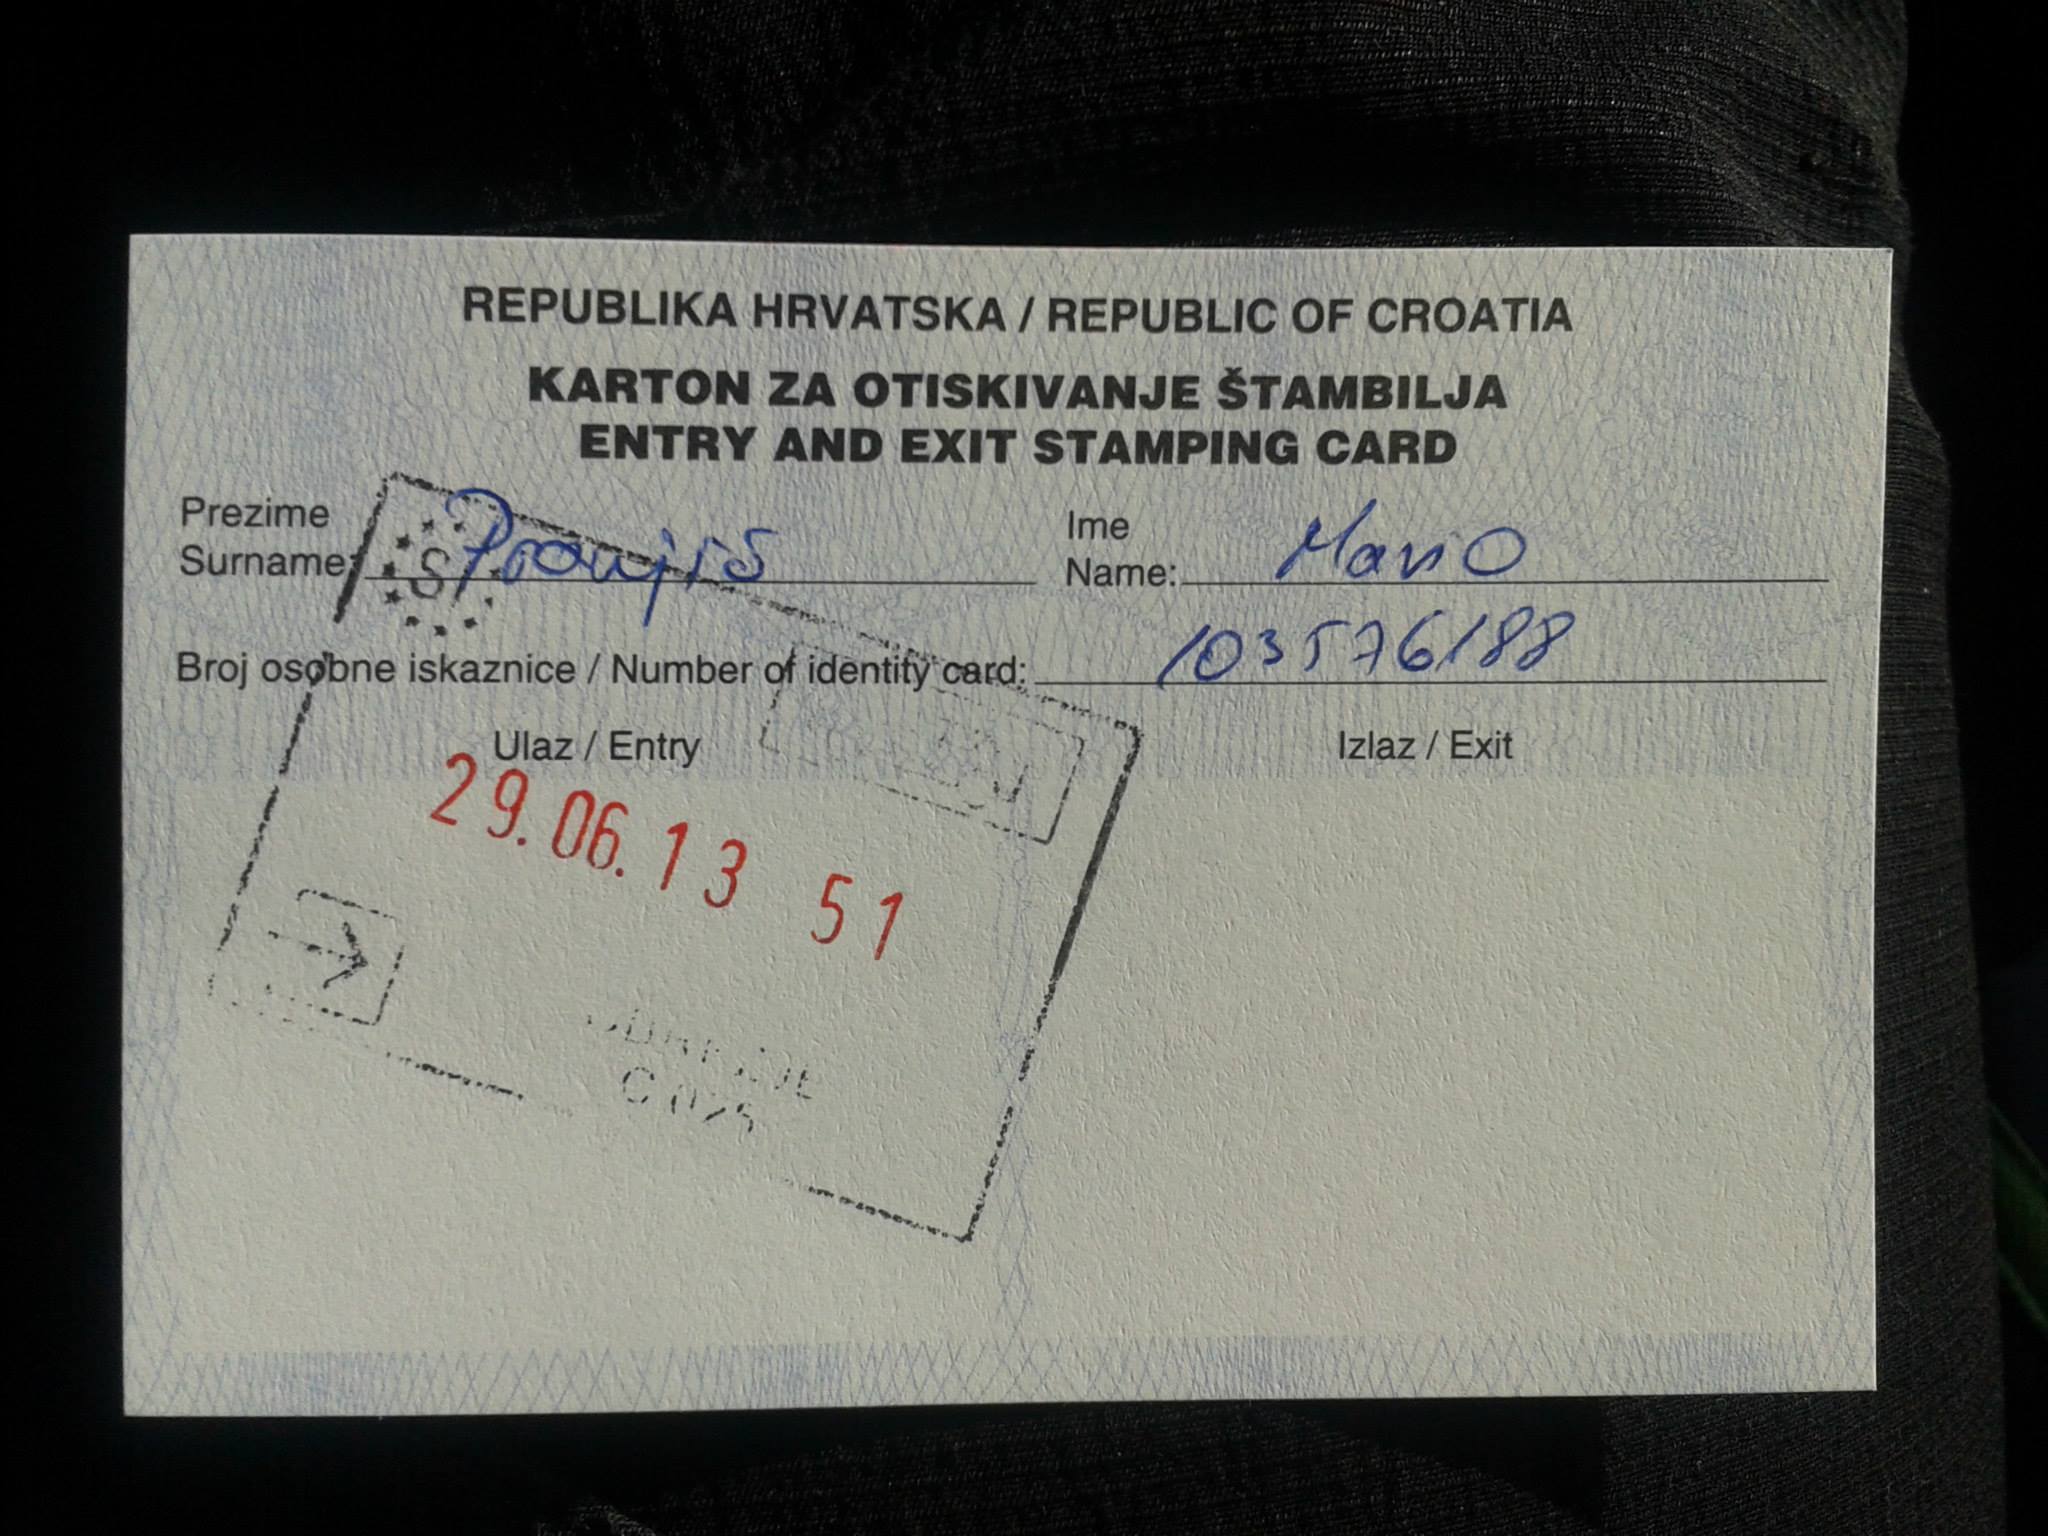 REPUBLIKA HRVATSKA / REPUBLIC OF CROATIA
KARTON ZA OTISKIVANJE ŠTAMBILJA
ENTRY AND EXIT STAMPING CARD
Prezime
Surname:
Ime
Name: Mario
Broj osobne iskaznice / Number of identity card: 103576188
Ulaz / Entry
Izlaz / Exit
29.06.13 51